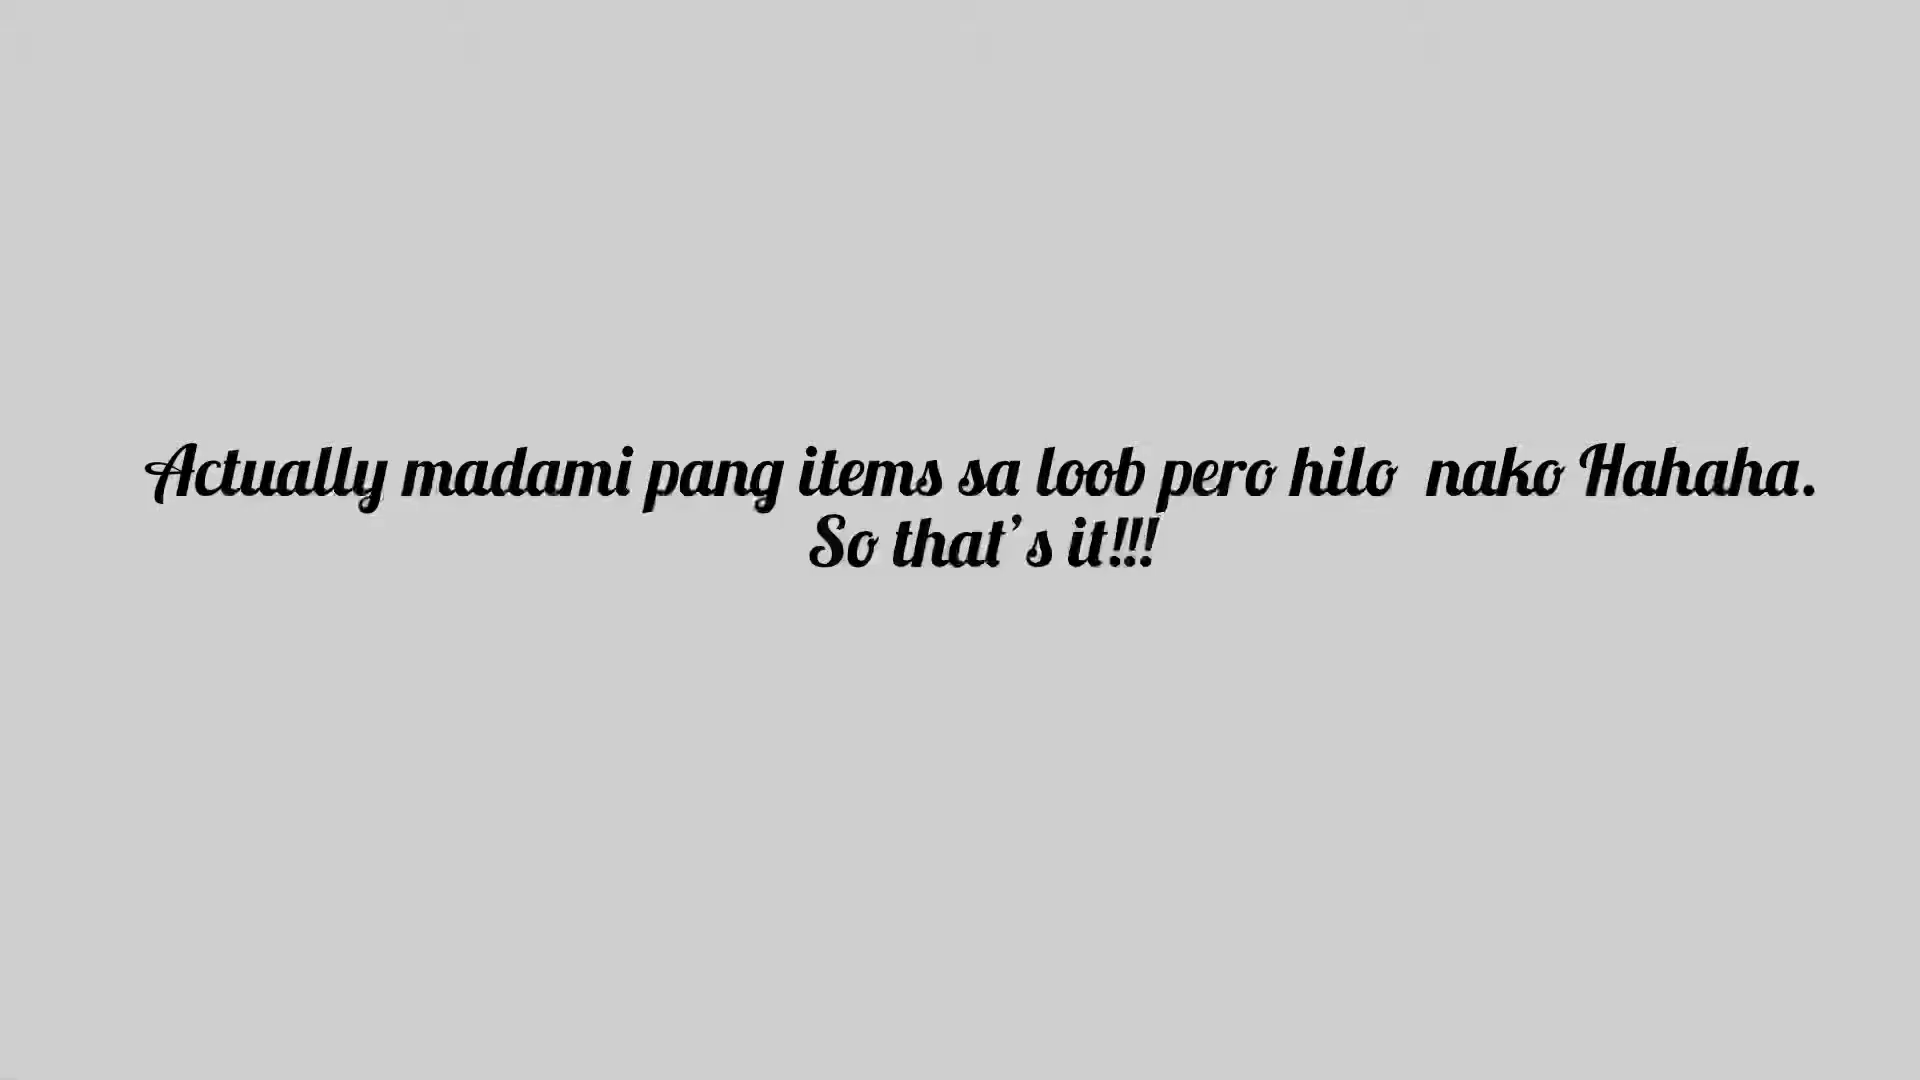 Actually madami pang items sa loob pero hilo  nako Hahaha.
So that’s it!!!